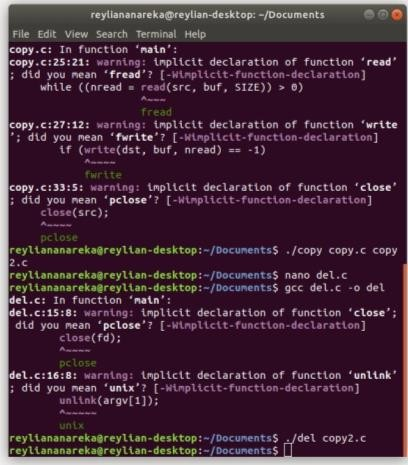 reyliananareka@reylian-desktop: ~/Documents
File Edit View Search Terminal Help
copy.c: In function ‘main’:
copy.c:25:21: warning: implicit declaration of function ‘read’
; did you mean ‘fread’? [-Wimplicit-function-declaration]
while ((nread = read(src, buf, SIZE)) > 0)
^~~~
fread
copy.c:27:12: warning: implicit declaration of function ‘write
’; did you mean ‘fwrite’? [-Wimplicit-function-declaration]
if (write(dst, buf, nread) == -1)
^~~~~
fwrite
copy.c:33:5: warning: implicit declaration of function ‘close’
; did you mean ‘pclose’? [-Wimplicit-function-declaration]
close(src);
^~~~~
pclose
reyliananareka@reylian-desktop:~/Documents$ ./copy copy.c copy
2.c
reyliananareka@reylian-desktop:~/Documents$ nano del.c
reyliananareka@reylian-desktop:~/Documents$ gcc del.c -o del
del.c: In function ‘main’:
del.c:15:8: warning: implicit declaration of function ‘close’;
did you mean ‘pclose’? [-Wimplicit-function-declaration]
close(fd);
^~~~~
pclose
del.c:16:8: warning: implicit declaration of function ‘unlink’
; did you mean ‘unix’? [-Wimplicit-function-declaration]
unlink(argv[1]);
^~~~~~
unix
reyliananareka@reylian-desktop:~/Documents$ ./del copy2.c
reyliananareka@reylian-desktop:~/Documents$